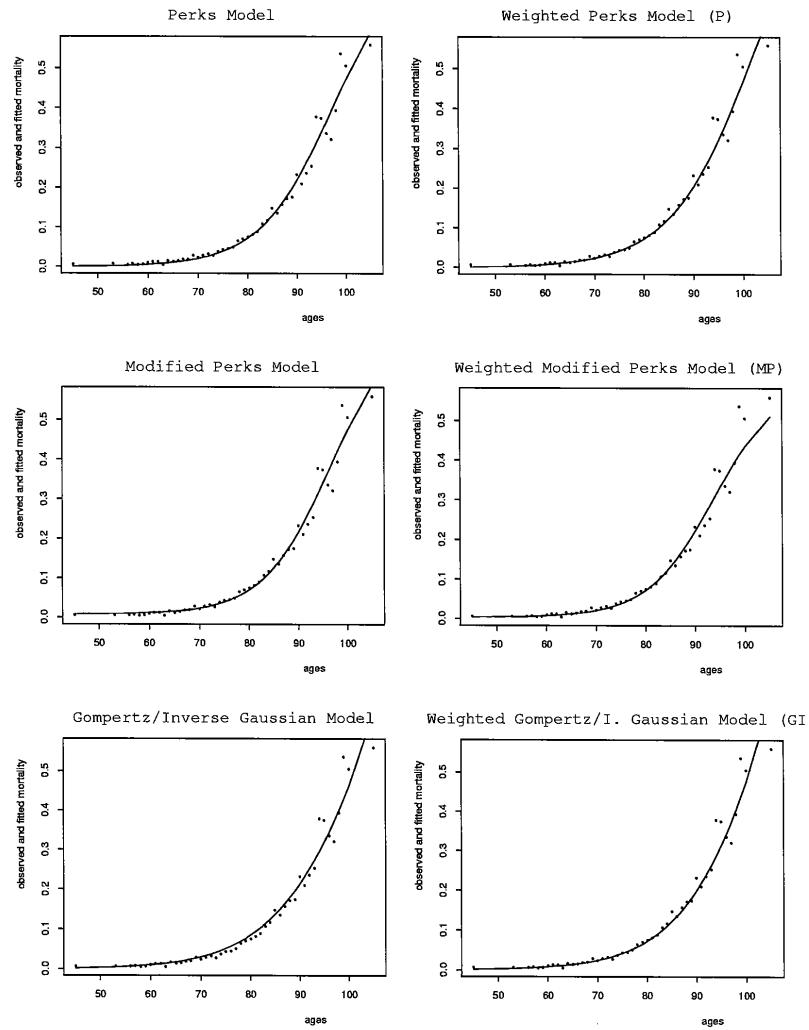 Perks Model
observed and fitted mortality
0.0 0.1 0.2 0.3 0.4 0.5
50 60 70 80 90 100
ages
Weighted Perks Model (P)
observed and fitted mortality
0.0 0.1 0.2 0.3 0.4 0.5
50 60 70 80 90 100
ages
Modified Perks Model
observed and fitted mortality
0.0 0.1 0.2 0.3 0.4 0.5
50 60 70 80 90 100
ages
Weighted Modified Perks Model (MP)
observed and fitted mortality
0.0 0.1 0.2 0.3 0.4 0.5
50 60 70 80 90 100
ages
Gompertz/Inverse Gaussian Model
observed and fitted mortality
0.0 0.1 0.2 0.3 0.4 0.5
50 60 70 80 90 100
ages
Weighted Gompertz/I. Gaussian Model (GI
observed and fitted mortality
0.0 0.1 0.2 0.3 0.4 0.5
50 60 70 80 90 100
ages